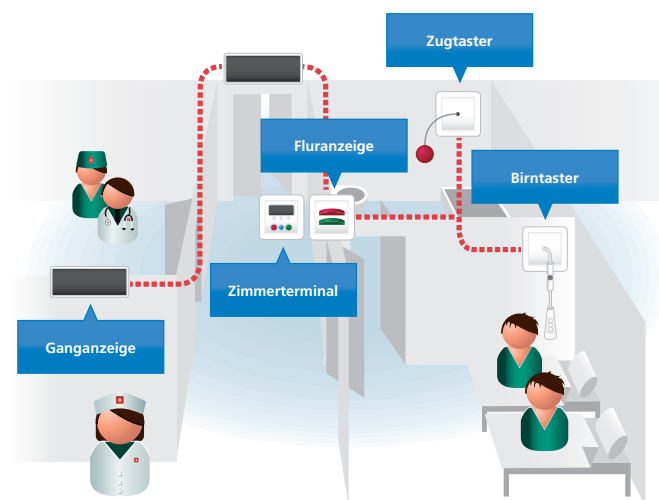 Zugtaster
Fluranzeige
Birntaster
Zimmerterminal
Ganganzeige